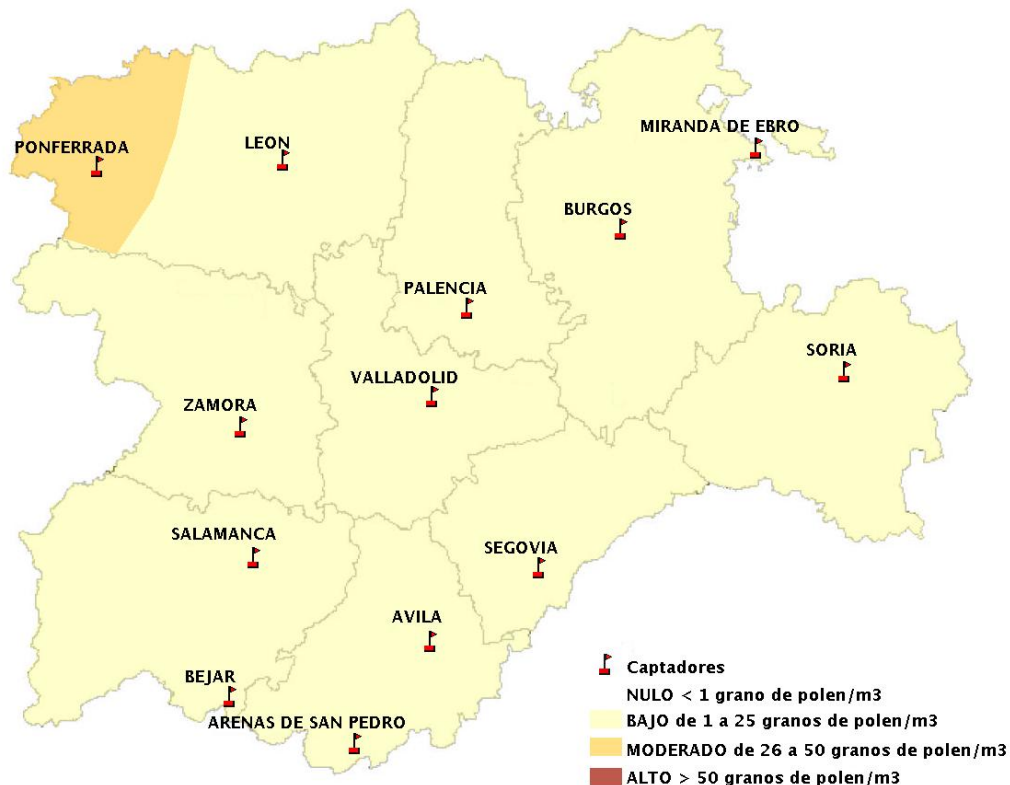 MIRANDA DE EBRO
PONFERRADA
LEON
BURGOS
PALENCIA
SORIA
VALLADOLID
ZAMORA
SALAMANCA
SEGOVIA
AVILA
BEJAR
ARENAS DE SAN PEDRO
Captadores
NULO < 1 grano de polen/m3
BAJO de 1 a 25 granos de polen/m3
MODERADO de 26 a 50 granos de polen/m3
ALTO > 50 granos de polen/m3